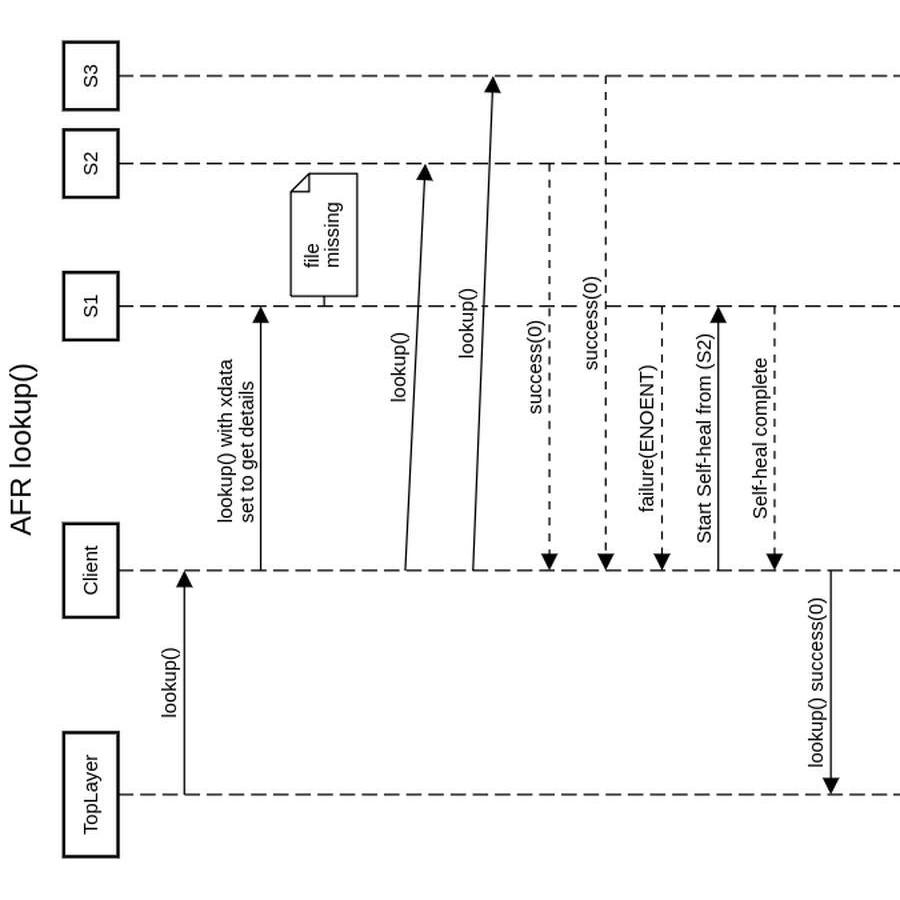 AFR lookup()
TopLayer
Client
S1
S2
S3
lookup()
lookup() with xdata
set to get details
file
missing
lookup()
lookup()
success(0)
success(0)
failure(ENOENT)
Start Self-heal from (S2)
Self-heal complete
lookup() success(0)